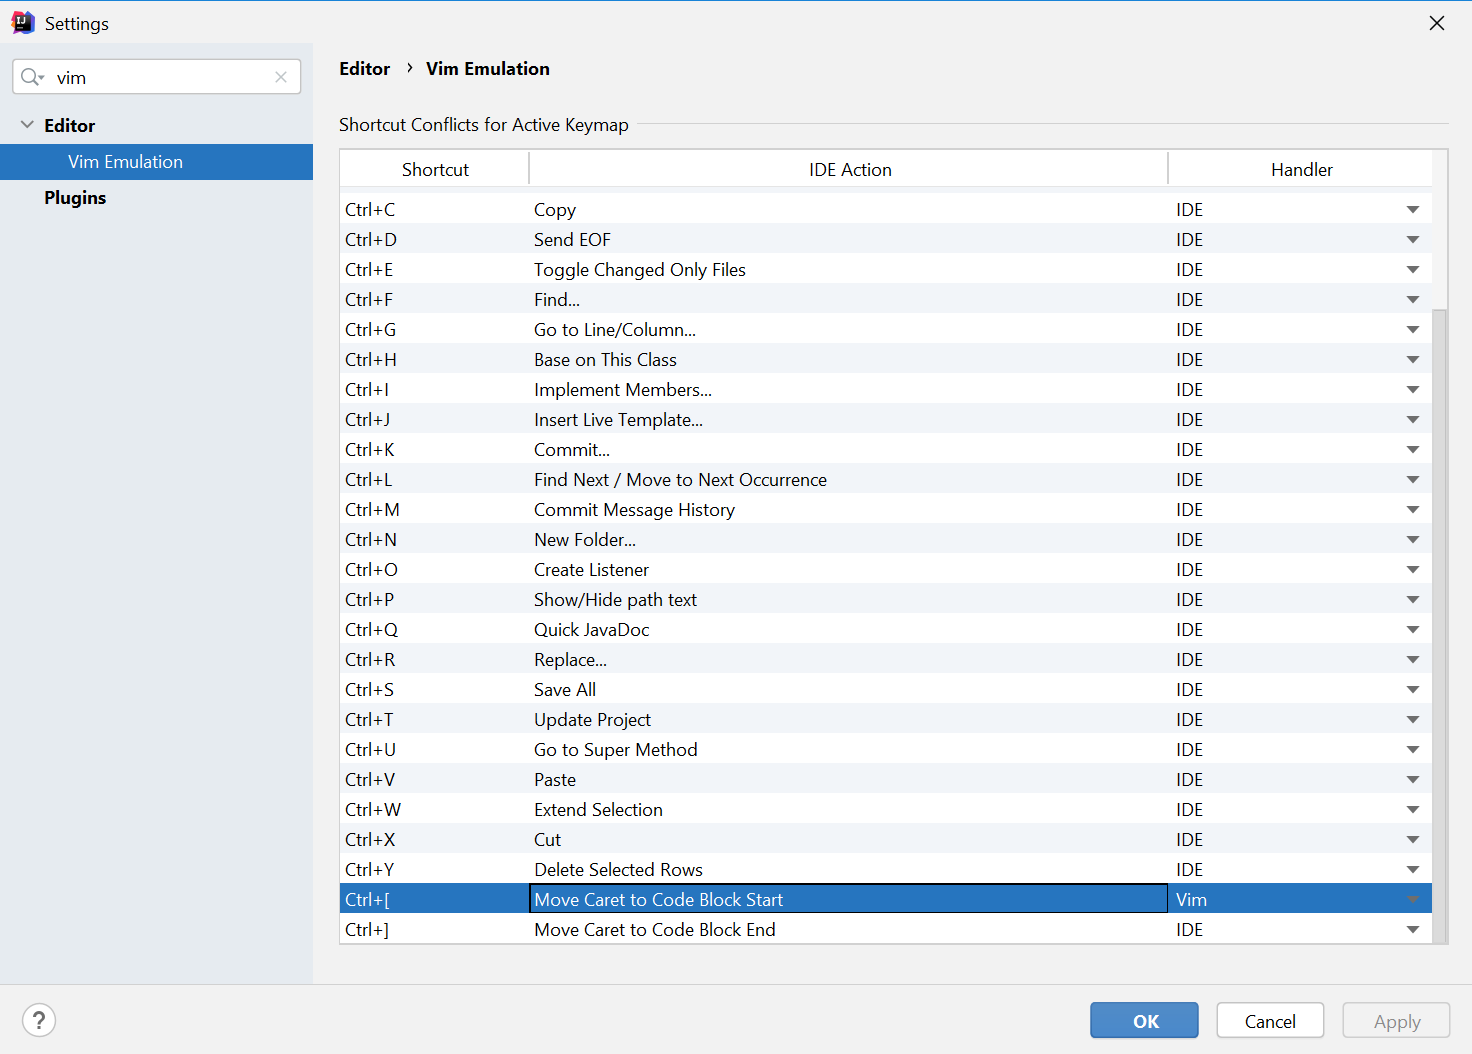 Settings
vim
Editor
Vim Emulation
Plugins
Editor › Vim Emulation
Shortcut Conflicts for Active Keymap
Shortcut IDE Action Handler
Ctrl+C Copy IDE
Ctrl+D Send EOF IDE
Ctrl+E Toggle Changed Only Files IDE
Ctrl+F Find... IDE
Ctrl+G Go to Line/Column... IDE
Ctrl+H Base on This Class IDE
Ctrl+I Implement Members... IDE
Ctrl+J Insert Live Template... IDE
Ctrl+K Commit... IDE
Ctrl+L Find Next / Move to Next Occurrence IDE
Ctrl+M Commit Message History IDE
Ctrl+N New Folder... IDE
Ctrl+O Create Listener IDE
Ctrl+P Show/Hide path text IDE
Ctrl+Q Quick JavaDoc IDE
Ctrl+R Replace... IDE
Ctrl+S Save All IDE
Ctrl+T Update Project IDE
Ctrl+U Go to Super Method IDE
Ctrl+V Paste IDE
Ctrl+W Extend Selection IDE
Ctrl+X Cut IDE
Ctrl+Y Delete Selected Rows IDE
Ctrl+[ Move Caret to Code Block Start Vim
Ctrl+] Move Caret to Code Block End IDE
? OK Cancel Apply